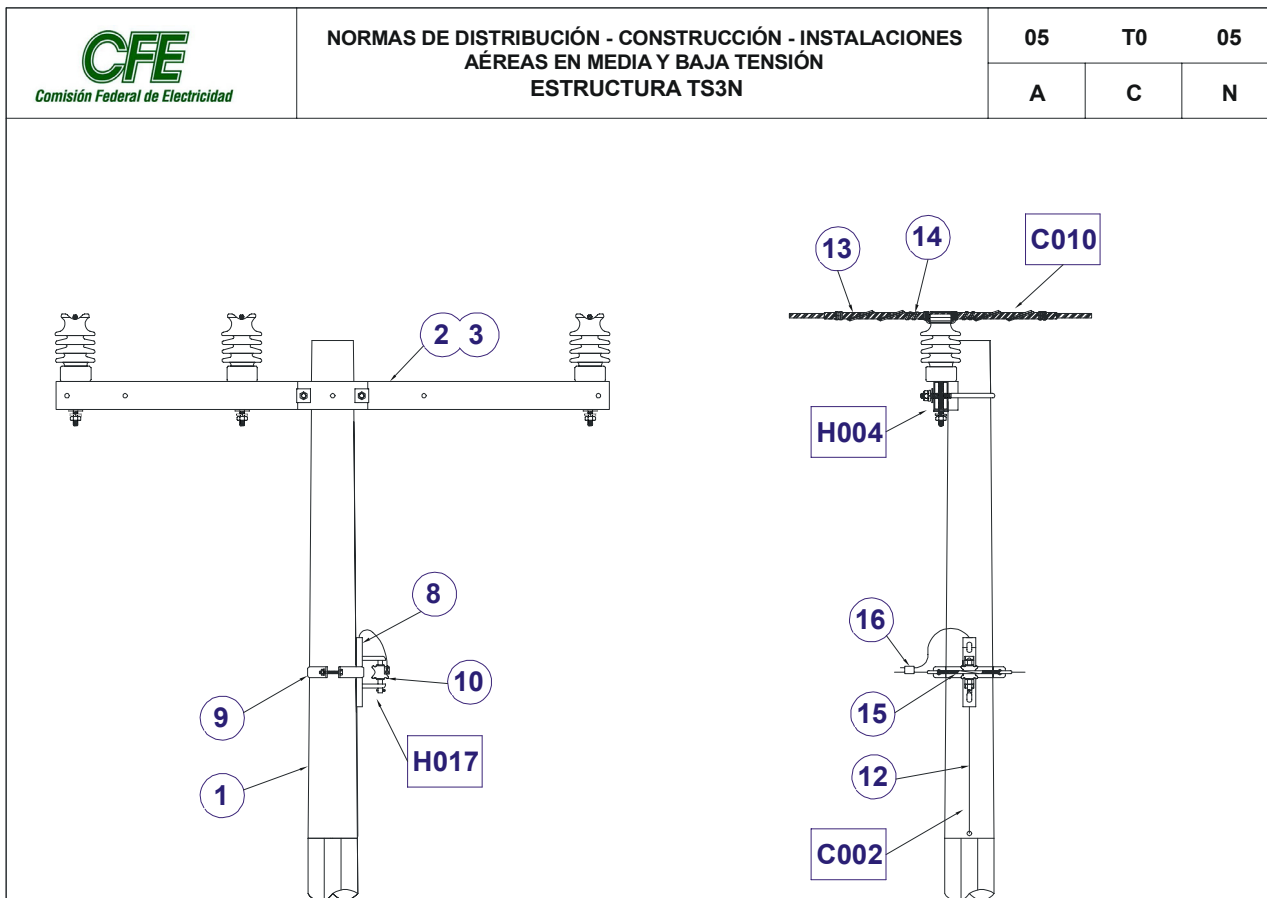 CFE
Comisión Federal de Electricidad
NORMAS DE DISTRIBUCIÓN - CONSTRUCCIÓN - INSTALACIONES
AÉREAS EN MEDIA Y BAJA TENSIÓN
ESTRUCTURA TS3N
05 T0 05
A C N
13
14
C010
2 3
H004
8
16
9
10
15
H017
1
12
C002